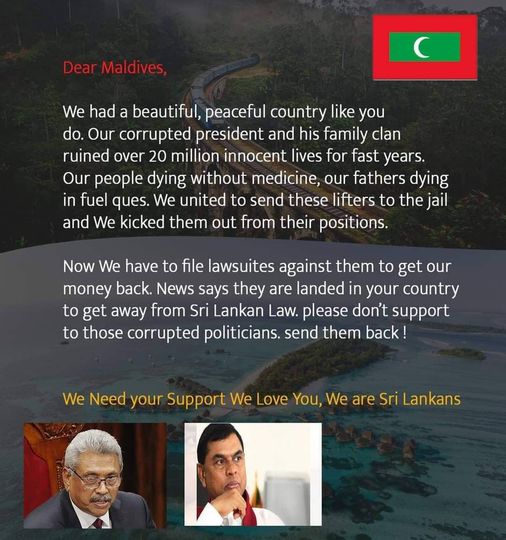 Dear Maldives,
We had a beautiful, peaceful country like you
do. Our corrupted president and his family clan
ruined over 20 million innocent lives for fast years.
Our people dying without medicine, our fathers dying
in fuel ques. We united to send these lifters to the jail
and We kicked them out from their positions.
Now We have to file lawsuites against them to get our
money back. News says they are landed in your country
to get away from Sri Lankan Law. please don’t support
to those corrupted politicians. send them back !
We Need your Support We Love You, We are Sri Lankans